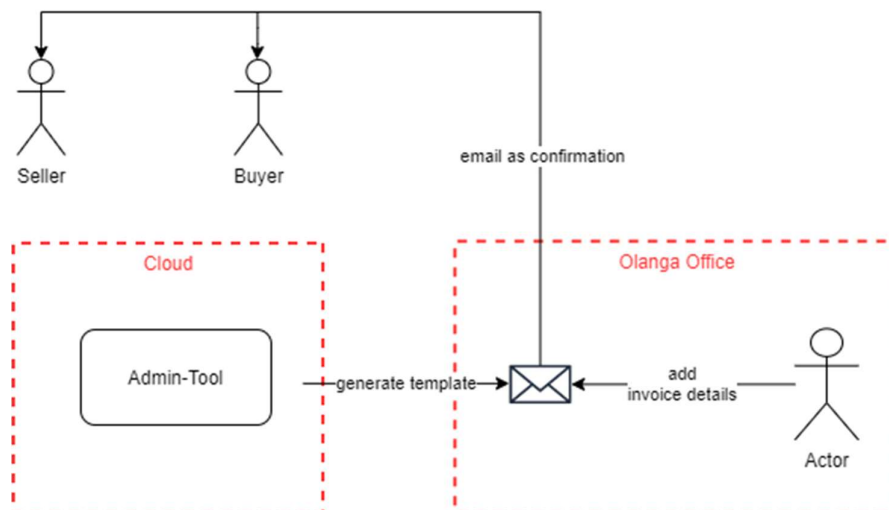 Seller
Buyer
email as confirmation
Cloud
Olanga Office
Admin-Tool
generate template
add
invoice details
Actor